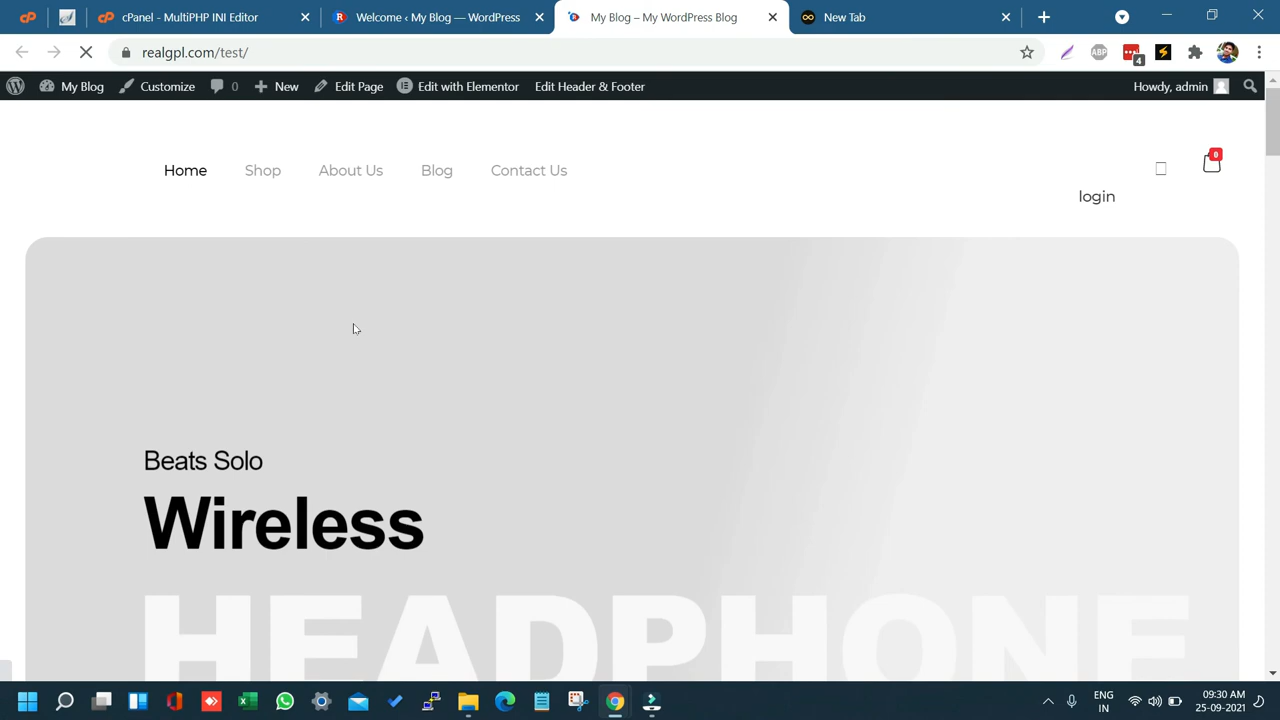 cPanel - MultiPHP INI Editor
Welcome ‹ My Blog — WordPress
My Blog – My WordPress Blog
New Tab
realgpl.com/test/
4
My Blog
Customize
0
New
Edit Page
Edit with Elementor
Edit Header & Footer
Howdy, admin
Home
Shop
About Us
Blog
Contact Us
0
login
Beats Solo
Wireless
HEADPHONE
ENG
IN
09:30 AM
25-09-2021